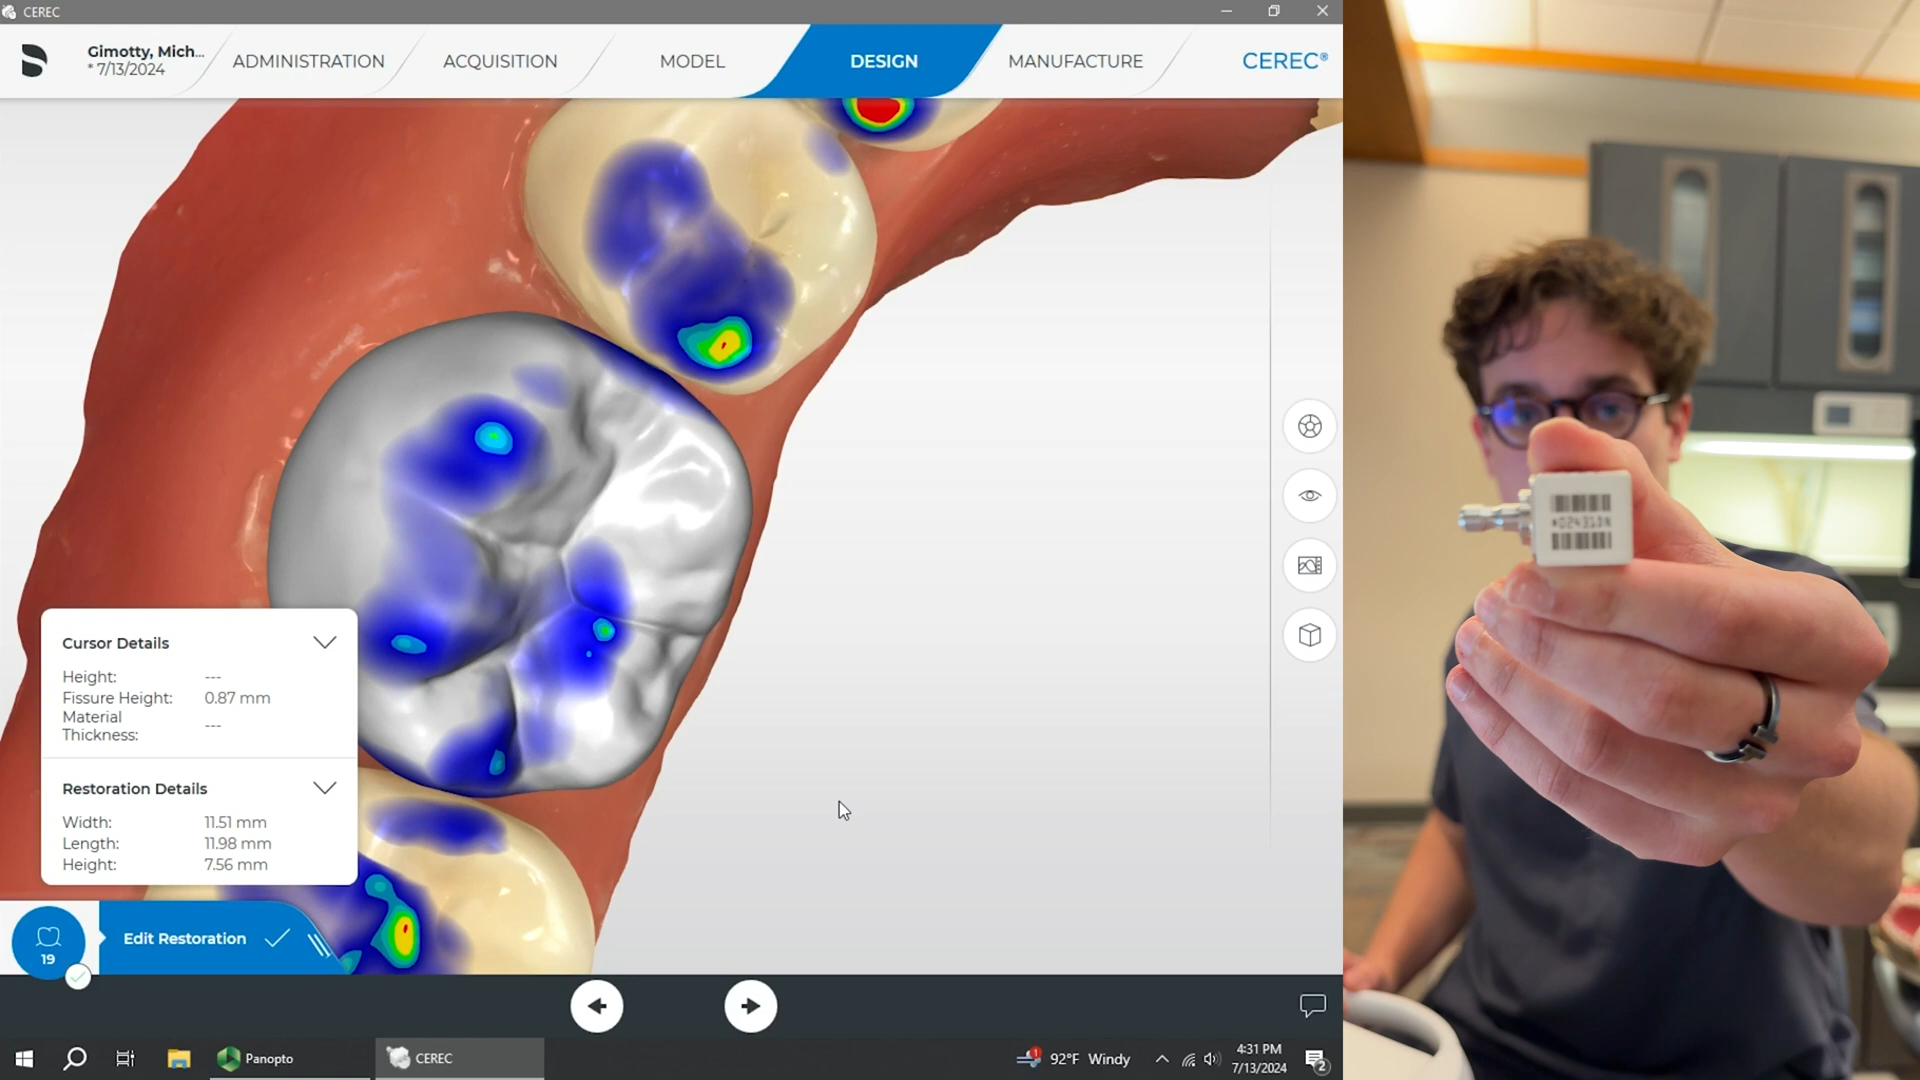 CEREC
Gimotty, Mich...
* 7/13/2024
ADMINISTRATION
ACQUISITION
MODEL
DESIGN
MANUFACTURE
CEREC®
Cursor Details
Height: ---
Fissure Height: 0.87 mm
Material Thickness: ---
Restoration Details
Width: 11.51 mm
Length: 11.98 mm
Height: 7.56 mm
19
Edit Restoration
Panopto
CEREC
1
92°F Windy
4:31 PM
7/13/2024
2